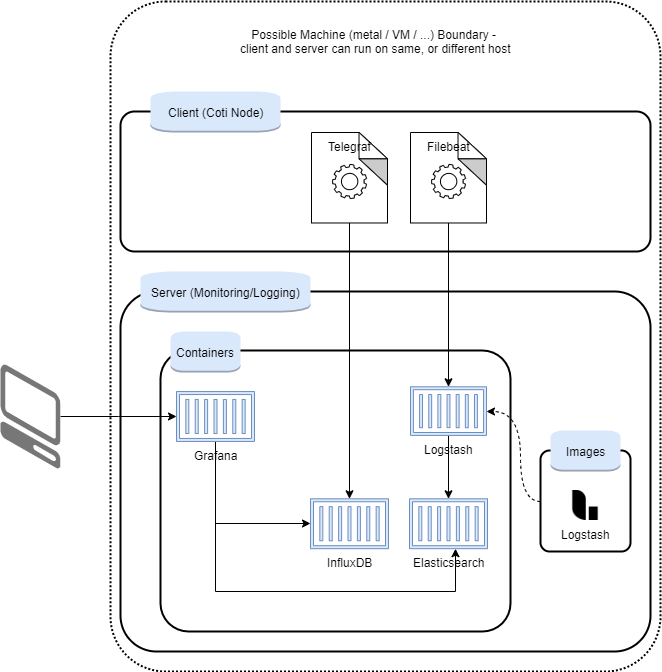 Possible Machine (metal / VM / ...) Boundary -
client and server can run on same, or different host
Client (Coti Node)
Telegraf
Filebeat
Server (Monitoring/Logging)
Containers
Grafana
Logstash
Images
Logstash
InfluxDB
Elasticsearch